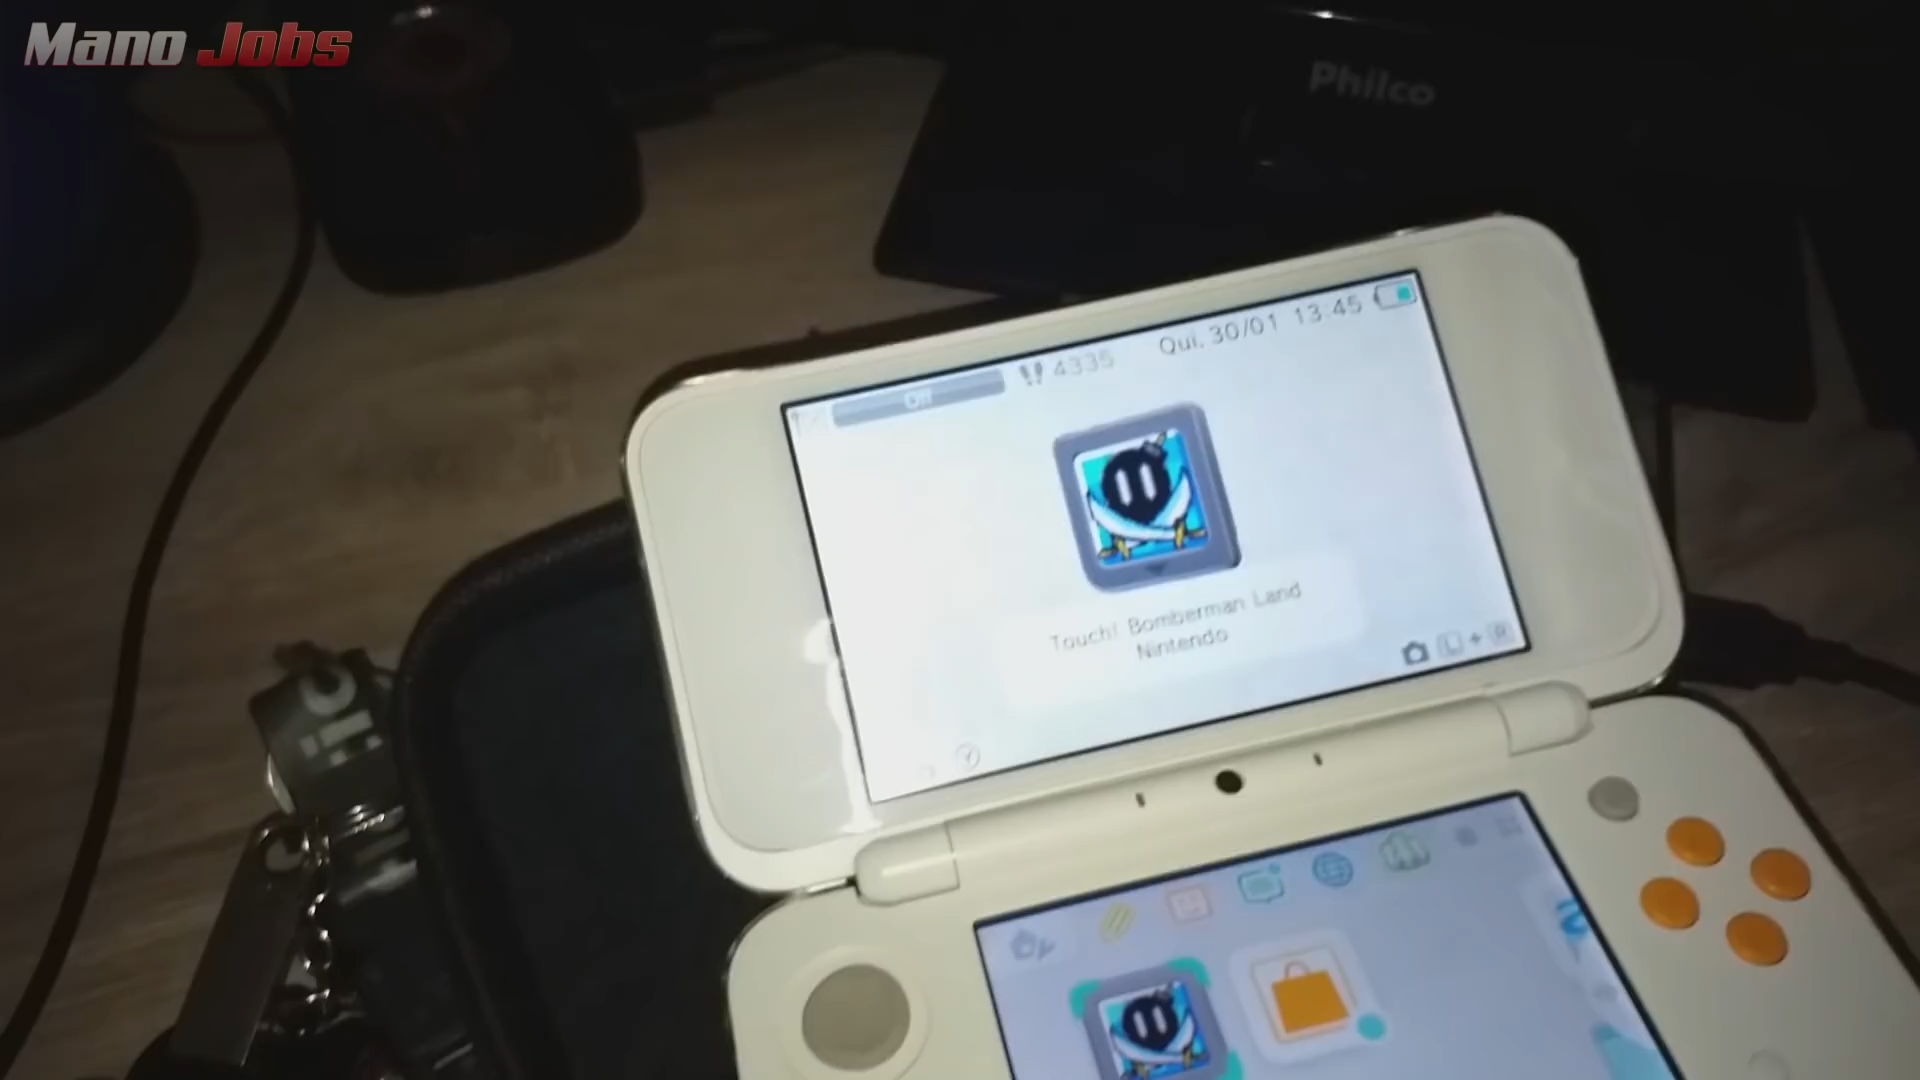 Mano Jobs
Philco
Off
4335
Qui. 30/01 13:45
Touch! Bomberman Land
Nintendo
L + R
Y